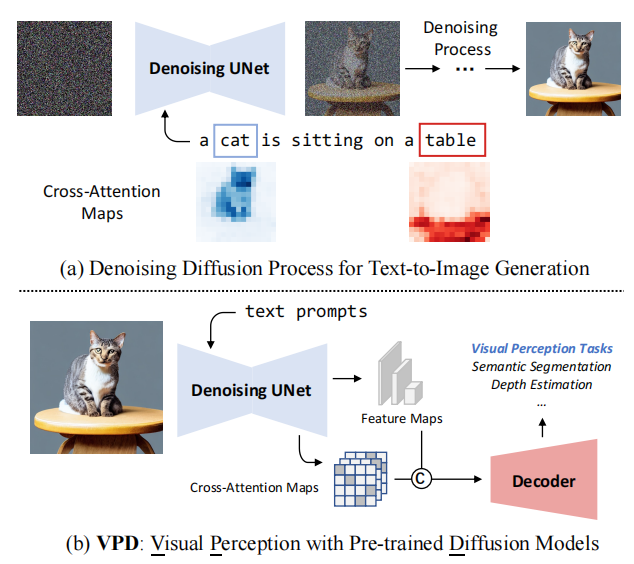 Denoising UNet
Denoising
Process
...
a cat is sitting on a table
Cross-Attention
Maps
(a) Denoising Diffusion Process for Text-to-Image Generation
text prompts
Denoising UNet
Feature Maps
Cross-Attention Maps
C
Visual Perception Tasks
Semantic Segmentation
Depth Estimation
...
Decoder
(b) VPD: Visual Perception with Pre-trained Diffusion Models